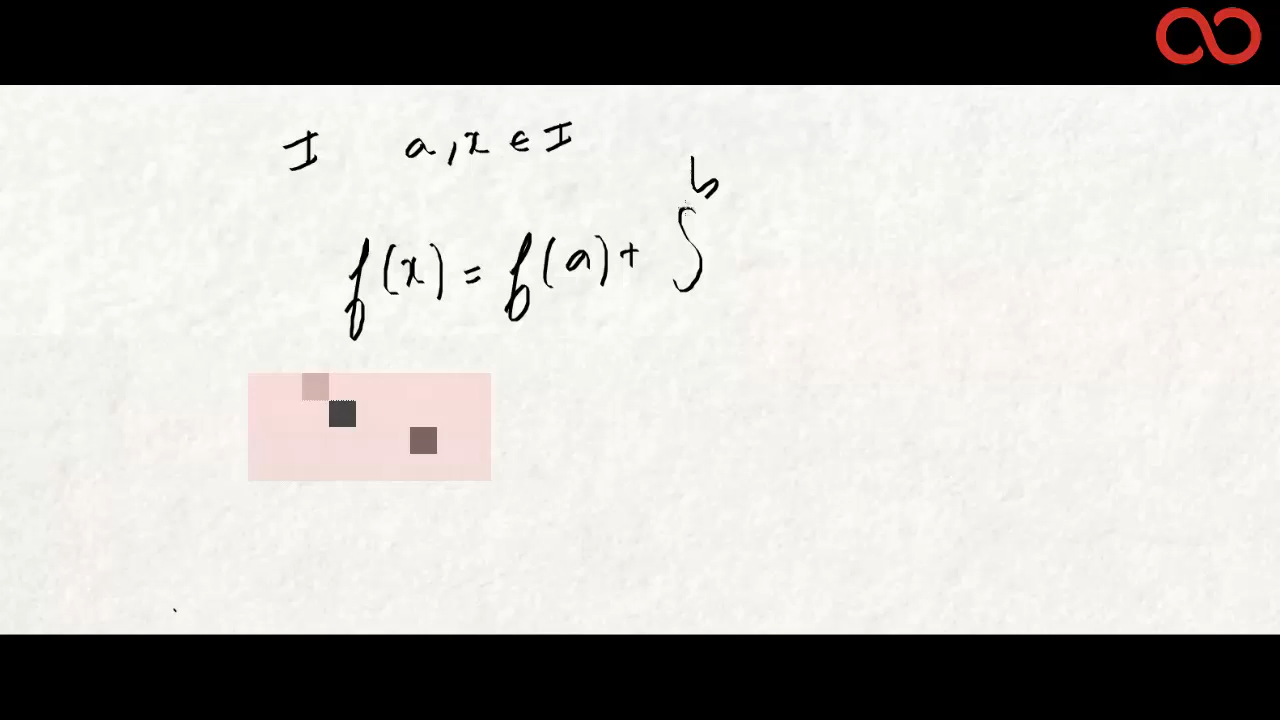 I a, x ∈ I
f(x) = f(a) + ∫^b